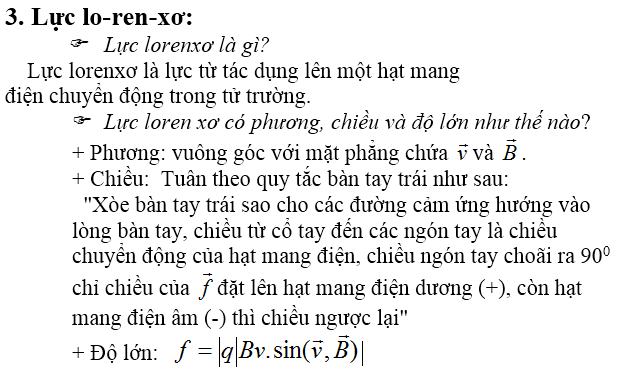 3. Lực lo-ren-xơ:
☞ Lực lorenxơ là gì?
Lực lorenxơ là lực từ tác dụng lên một hạt mang
điện chuyển động trong từ trường.
☞ Lực loren xơ có phương, chiều và độ lớn như thế nào?
+ Phương: vuông góc với mặt phẳng chứa v⃗ và B⃗ .
+ Chiều: Tuân theo quy tắc bàn tay trái như sau:
"Xòe bàn tay trái sao cho các đường cảm ứng hướng vào
lòng bàn tay, chiều từ cổ tay đến các ngón tay là chiều
chuyển động của hạt mang điện, chiều ngón tay choãi ra 90⁰
chỉ chiều của f⃗ đặt lên hạt mang điện dương (+), còn hạt
mang điện âm (-) thì chiều ngược lại"
+ Độ lớn: f = |q|Bv.sin(v⃗, B⃗)|